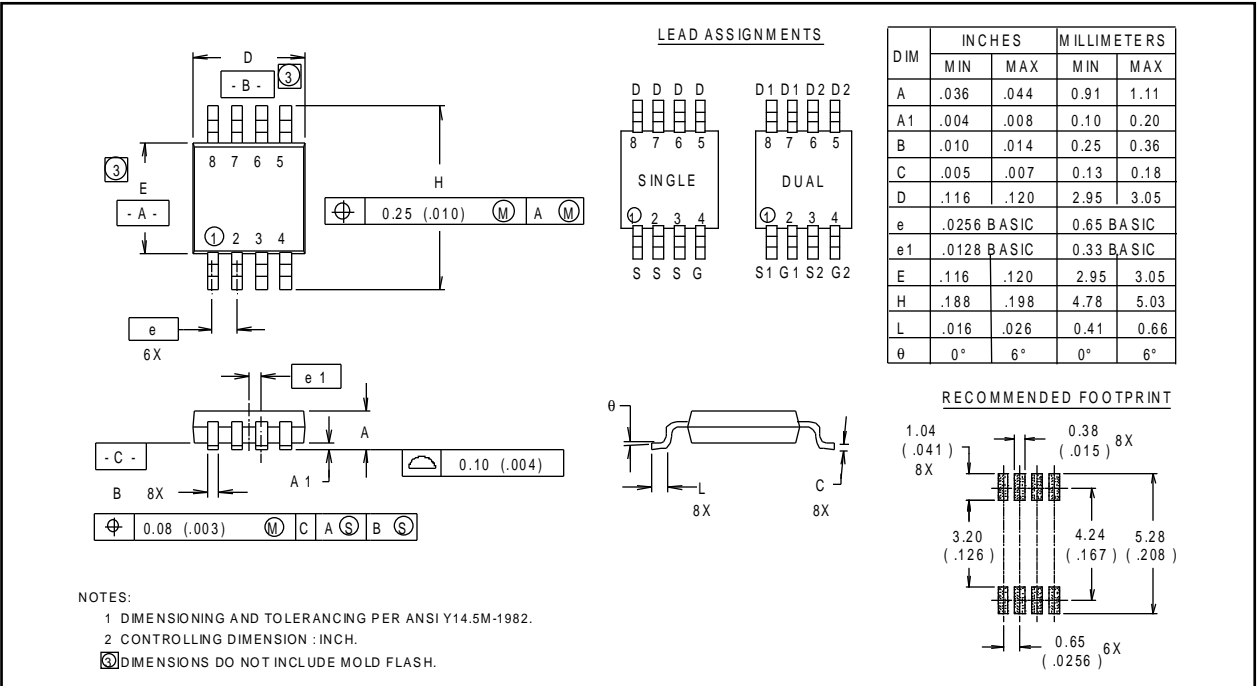 D
- B -
3
8 7 6 5
3
E
- A -
H
⌖ 0.25 (.010) Ⓜ A Ⓜ
1 2 3 4
e
6X
e 1
A
- C -
A 1
0.10 (.004)
B 8X
⌖ 0.08 (.003) Ⓜ C A Ⓢ B Ⓢ
LEAD ASSIGNMENTS
D D D D
8 7 6 5
SINGLE
1 2 3 4
S S S G
D1 D1 D2 D2
8 7 6 5
DUAL
1 2 3 4
S1 G1 S2 G2
θ
L
8X
C
8X
DIM INCHES MILLIMETERS
MIN MAX MIN MAX
A .036 .044 0.91 1.11
A1 .004 .008 0.10 0.20
B .010 .014 0.25 0.36
C .005 .007 0.13 0.18
D .116 .120 2.95 3.05
e .0256 BASIC 0.65 BASIC
e1 .0128 BASIC 0.33 BASIC
E .116 .120 2.95 3.05
H .188 .198 4.78 5.03
L .016 .026 0.41 0.66
θ 0° 6° 0° 6°
RECOMMENDED FOOTPRINT
1.04
( .041 )
8X
0.38
( .015 ) 8X
3.20
( .126 )
4.24
( .167 )
5.28
( .208 )
0.65
( .0256 ) 6X
NOTES:
1 DIMENSIONING AND TOLERANCING PER ANSI Y14.5M-1982.
2 CONTROLLING DIMENSION : INCH.
3 DIMENSIONS DO NOT INCLUDE MOLD FLASH.